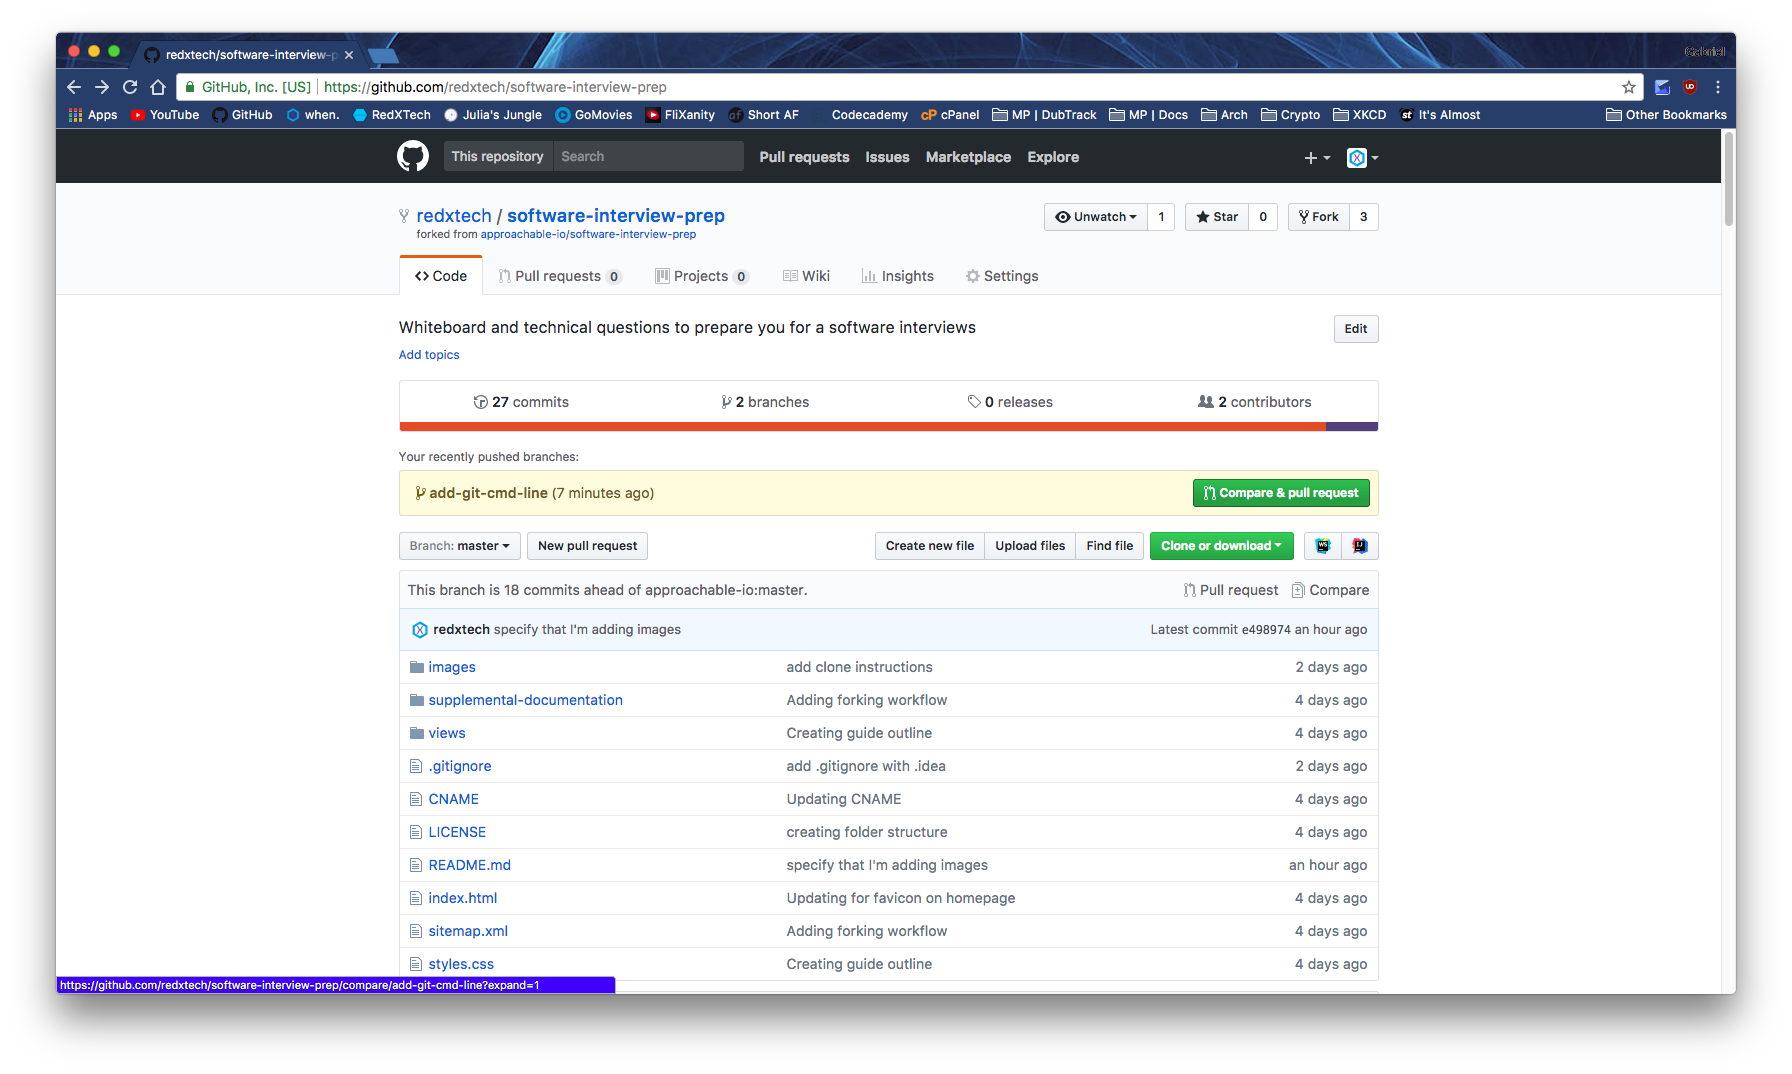 redxtech/software-interview-p
Gabriel
GitHub, Inc. [US] https://github.com/redxtech/software-interview-prep
Apps YouTube GitHub when. RedXTech Julia's Jungle GoMovies FliXanity Short AF Codecademy cPanel MP | DubTrack MP | Docs Arch Crypto XKCD It's Almost Other Bookmarks
This repository Search Pull requests Issues Marketplace Explore
redxtech / software-interview-prep Unwatch 1 Star 0 Fork 3
forked from approachable-io/software-interview-prep
Code Pull requests 0 Projects 0 Wiki Insights Settings
Whiteboard and technical questions to prepare you for a software interviews Edit
Add topics
27 commits 2 branches 0 releases 2 contributors
Your recently pushed branches:
add-git-cmd-line (7 minutes ago) Compare & pull request
Branch: master New pull request Create new file Upload files Find file Clone or download WS IJ
This branch is 18 commits ahead of approachable-io:master. Pull request Compare
redxtech specify that I'm adding images Latest commit e498974 an hour ago
images add clone instructions 2 days ago
supplemental-documentation Adding forking workflow 4 days ago
views Creating guide outline 4 days ago
.gitignore add .gitignore with .idea 2 days ago
CNAME Updating CNAME 4 days ago
LICENSE creating folder structure 4 days ago
README.md specify that I'm adding images an hour ago
index.html Updating for favicon on homepage 4 days ago
sitemap.xml Adding forking workflow 4 days ago
styles.css Creating guide outline 4 days ago
https://github.com/redxtech/software-interview-prep/compare/add-git-cmd-line?expand=1